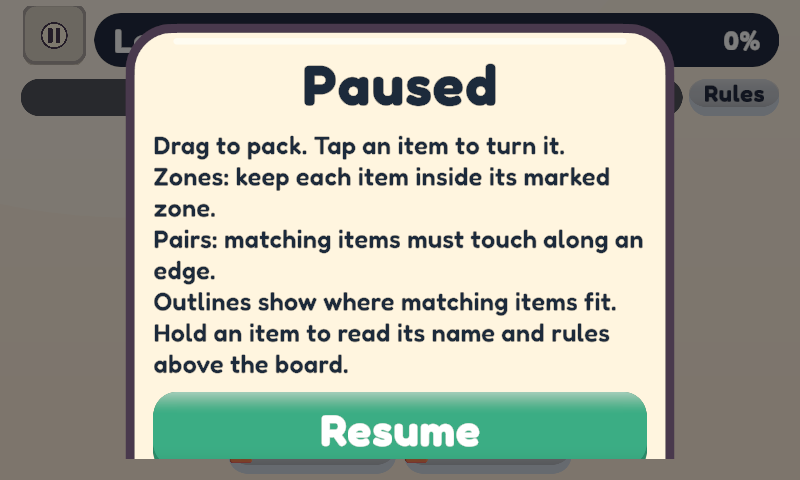 0%
Rules
Paused
Drag to pack. Tap an item to turn it.
Zones: keep each item inside its marked
zone.
Pairs: matching items must touch along an
edge.
Outlines show where matching items fit.
Hold an item to read its name and rules
above the board.
Resume